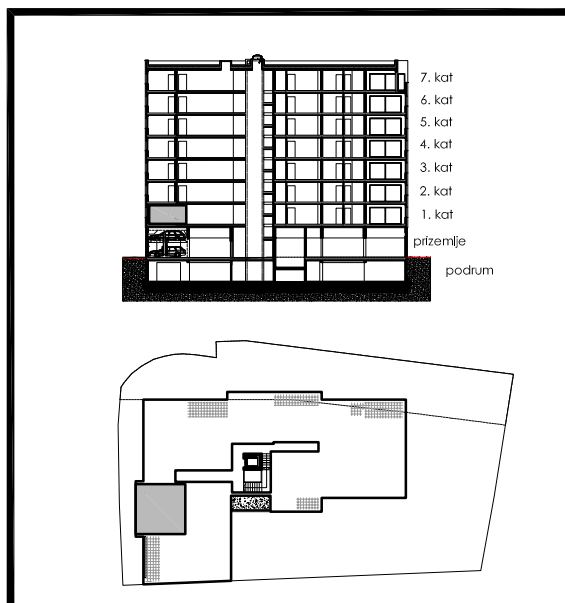 7. kat
6. kat
5. kat
4. kat
3. kat
2. kat
1. kat
prizemlje
podrum